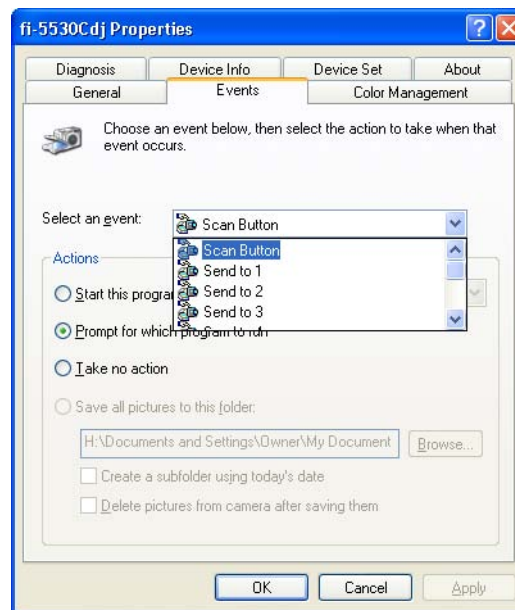 fi-5530Cdj Properties
Diagnosis
Device Info
Device Set
About
General
Events
Color Management
Choose an event below, then select the action to take when that
event occurs.
Select an event:
Scan Button
Scan Button
Send to 1
Send to 2
Send to 3
Actions
Start this progra
Prompt for which program to run
Take no action
Save all pictures to this folder:
H:\Documents and Settings\Owner\My Document
Browse...
Create a subfolder using today's date
Delete pictures from camera after saving them
OK
Cancel
Apply